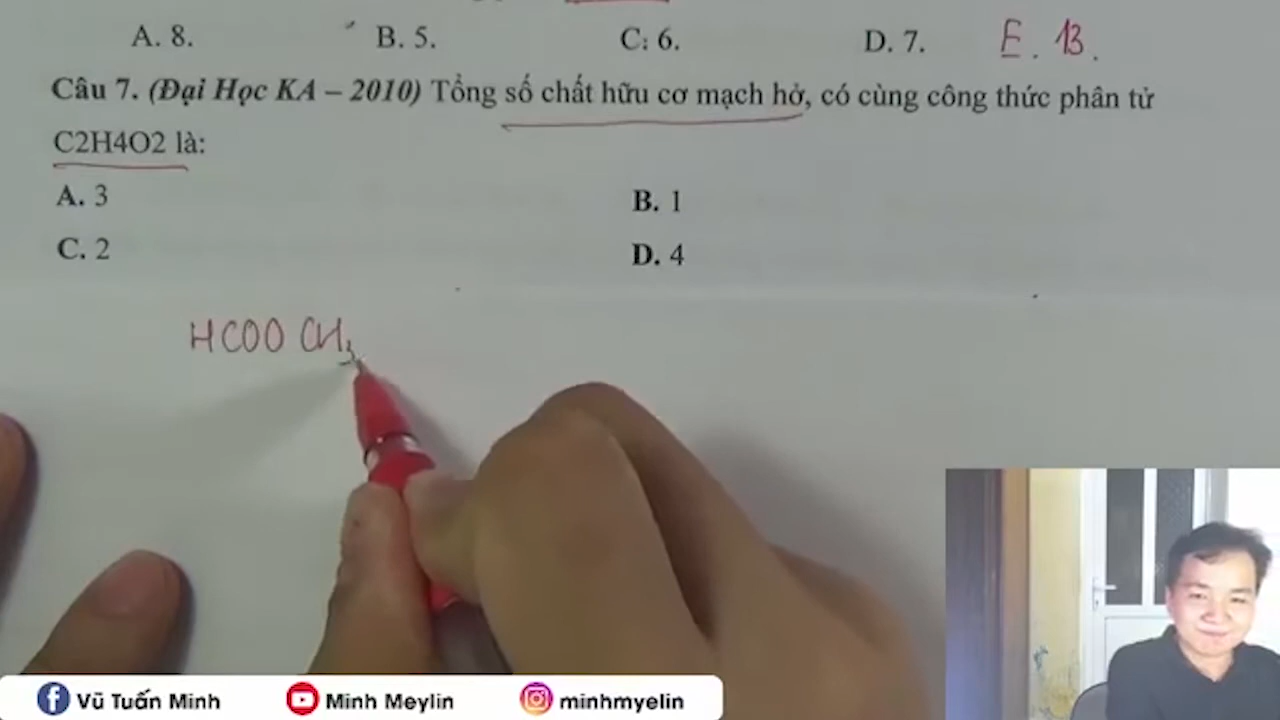 A. 8. B. 5. C. 6. D. 7. E. 13.
Câu 7. (Đại Học KA – 2010) Tổng số chất hữu cơ mạch hở, có cùng công thức phân tử
C2H4O2 là:
A. 3 B. 1
C. 2 D. 4
HCOO CH3
Vũ Tuấn Minh Minh Meylin minhmyelin